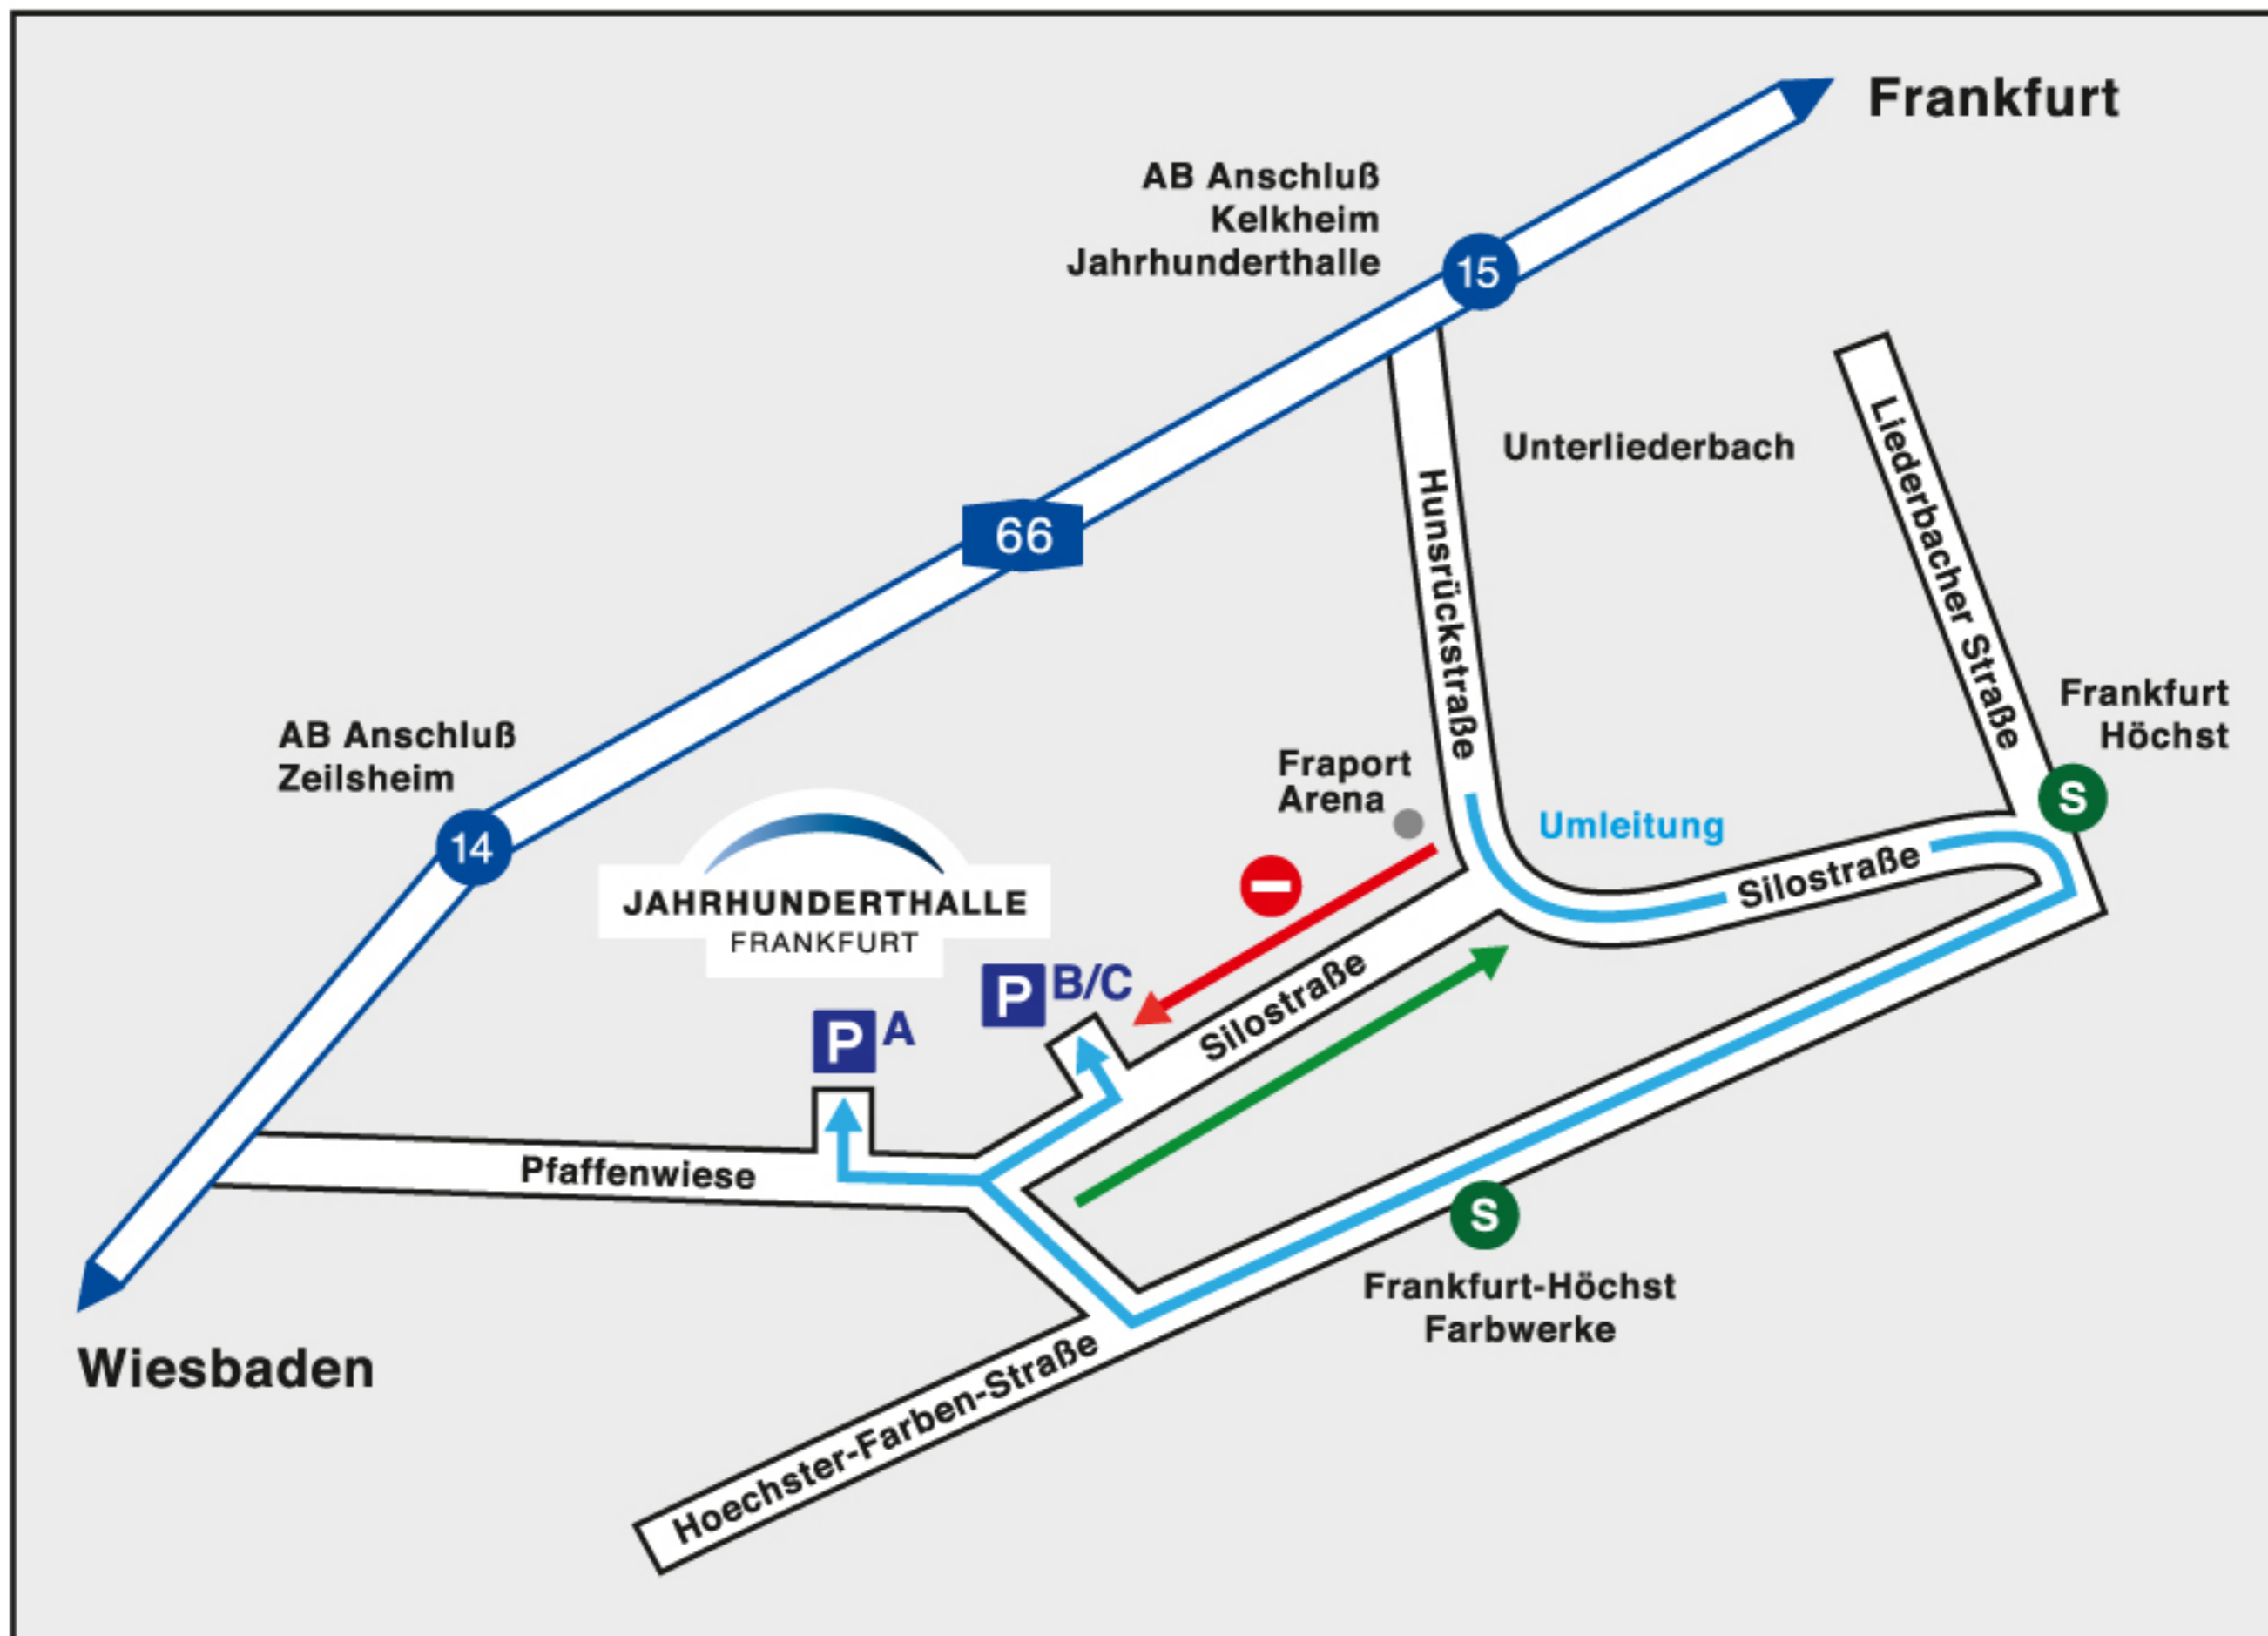 Frankfurt
AB Anschluß
Kelkheim
Jahrhunderthalle
15
Unterliederbach
Liederbacher Straße
66
Hunsrückstraße
Frankfurt
Höchst
S
AB Anschluß
Zeilsheim
14
Fraport
Arena
Umleitung
Silostraße
JAHRHUNDERTHALLE
FRANKFURT
P B/C
P A
Silostraße
Pfaffenwiese
S
Frankfurt-Höchst
Farbwerke
Wiesbaden
Hoechster-Farben-Straße